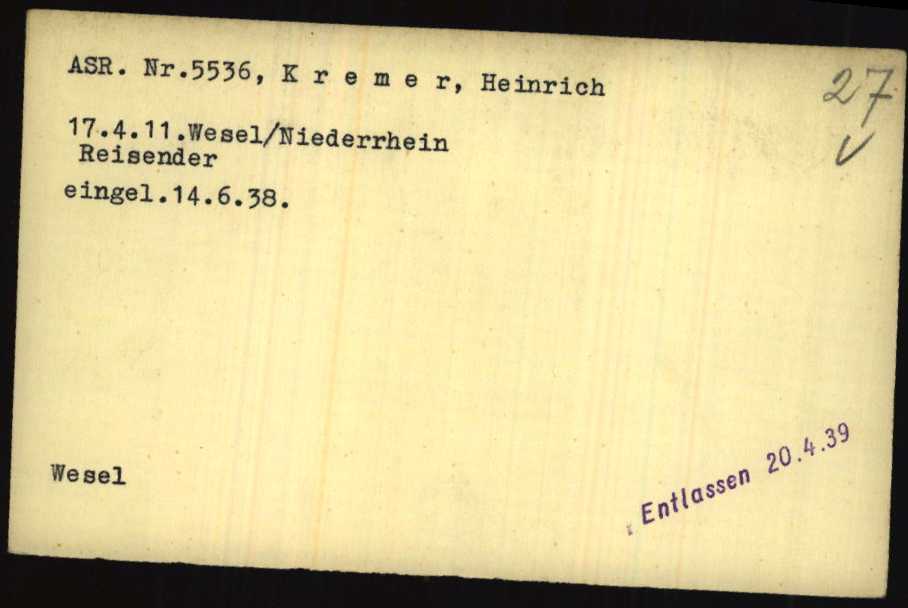 ASR. Nr.5536, K r e m e r, Heinrich
27
17.4.11.Wesel/Niederrhein
Reisender
eingel.14.6.38.
Wesel
Entlassen 20.4.39